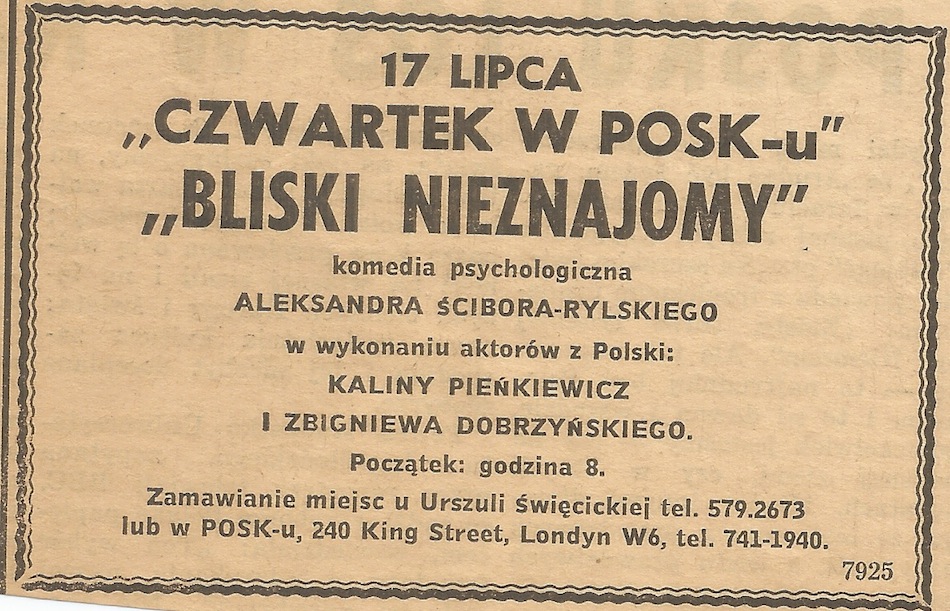 17 LIPCA
„CZWARTEK W POSK-u"
„BLISKI NIEZNAJOMY"
komedia psychologiczna
ALEKSANDRA ŚCIBORA-RYLSKIEGO
w wykonaniu aktorów z Polski:
KALINY PIEŃKIEWICZ
I ZBIGNIEWA DOBRZYŃSKIEGO.
Początek: godzina 8.
Zamawianie miejsc u Urszuli Święcickiej tel. 579.2673
lub w POSK-u, 240 King Street, Londyn W6, tel. 741-1940.
7925